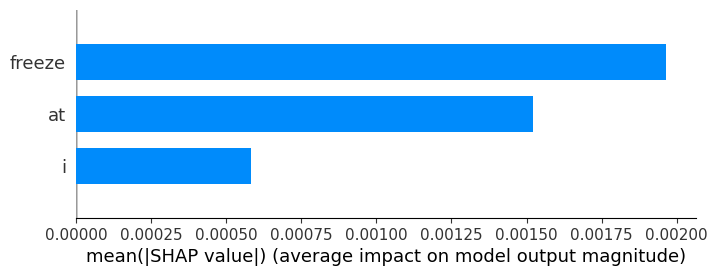 freeze
at
i
0.00000 0.00025 0.00050 0.00075 0.00100 0.00125 0.00150 0.00175 0.00200
mean(|SHAP value|) (average impact on model output magnitude)